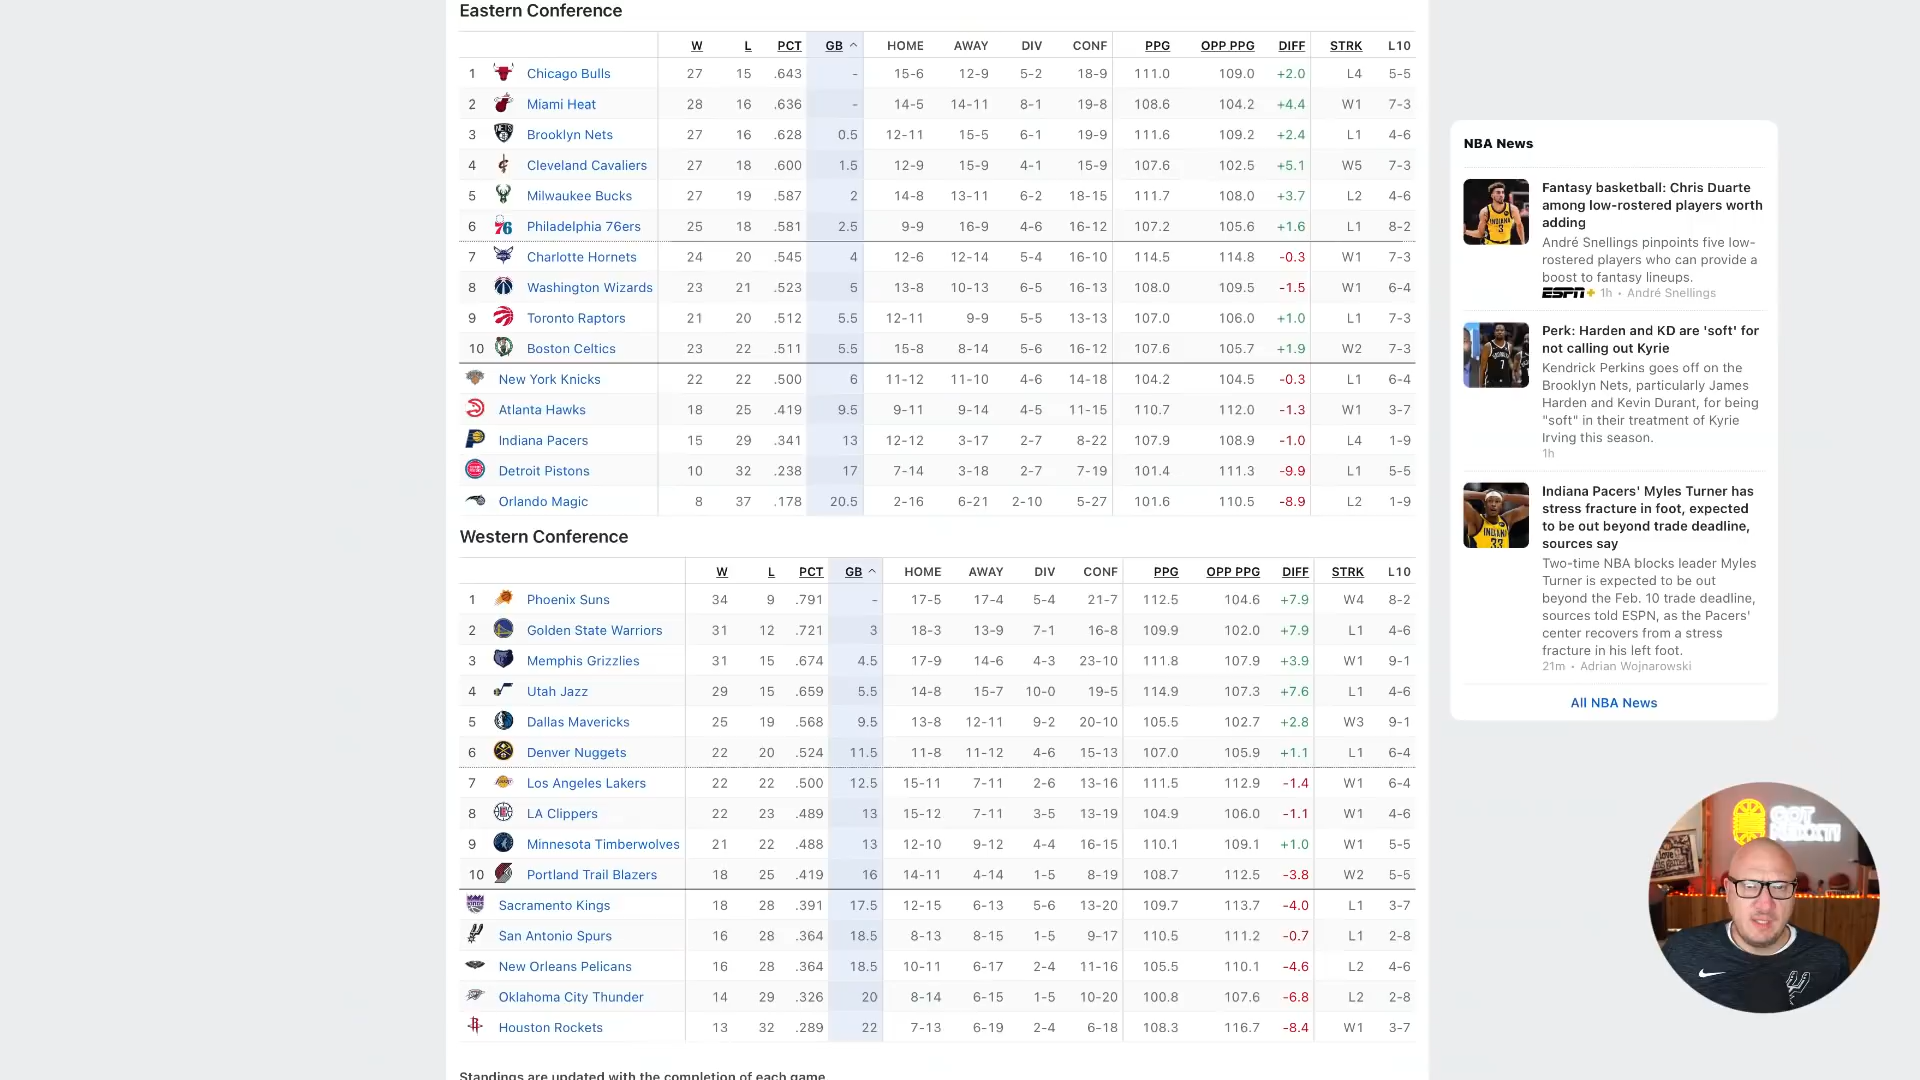 Eastern Conference
W L PCT GB HOME AWAY DIV CONF PPG OPP PPG DIFF STRK L10
1 Chicago Bulls 27 15 .643 - 15-6 12-9 5-2 18-9 111.0 109.0 +2.0 L4 5-5
2 Miami Heat 28 16 .636 - 14-5 14-11 8-1 19-8 108.6 104.2 +4.4 W1 7-3
3 Brooklyn Nets 27 16 .628 0.5 12-11 15-5 6-1 19-9 111.6 109.2 +2.4 L1 4-6
4 Cleveland Cavaliers 27 18 .600 1.5 12-9 15-9 4-1 15-9 107.6 102.5 +5.1 W5 7-3
5 Milwaukee Bucks 27 19 .587 2 14-8 13-11 6-2 18-15 111.7 108.0 +3.7 L2 4-6
6 Philadelphia 76ers 25 18 .581 2.5 9-9 16-9 4-6 16-12 107.2 105.6 +1.6 L1 8-2
7 Charlotte Hornets 24 20 .545 4 12-6 12-14 5-4 16-10 114.5 114.8 -0.3 W1 7-3
8 Washington Wizards 23 21 .523 5 13-8 10-13 6-5 16-13 108.0 109.5 -1.5 W1 6-4
9 Toronto Raptors 21 20 .512 5.5 12-11 9-9 5-5 13-13 107.0 106.0 +1.0 L1 7-3
10 Boston Celtics 23 22 .511 5.5 15-8 8-14 5-6 16-12 107.6 105.7 +1.9 W2 7-3
New York Knicks 22 22 .500 6 11-12 11-10 4-6 14-18 104.2 104.5 -0.3 L1 6-4
Atlanta Hawks 18 25 .419 9.5 9-11 9-14 4-5 11-15 110.7 112.0 -1.3 W1 3-7
Indiana Pacers 15 29 .341 13 12-12 3-17 2-7 8-22 107.9 108.9 -1.0 L4 1-9
Detroit Pistons 10 32 .238 17 7-14 3-18 2-7 7-19 101.4 111.3 -9.9 L1 5-5
Orlando Magic 8 37 .178 20.5 2-16 6-21 2-10 5-27 101.6 110.5 -8.9 L2 1-9
Western Conference
W L PCT GB HOME AWAY DIV CONF PPG OPP PPG DIFF STRK L10
1 Phoenix Suns 34 9 .791 - 17-5 17-4 5-4 21-7 112.5 104.6 +7.9 W4 8-2
2 Golden State Warriors 31 12 .721 3 18-3 13-9 7-1 16-8 109.9 102.0 +7.9 L1 4-6
3 Memphis Grizzlies 31 15 .674 4.5 17-9 14-6 4-3 23-10 111.8 107.9 +3.9 W1 9-1
4 Utah Jazz 29 15 .659 5.5 14-8 15-7 10-0 19-5 114.9 107.3 +7.6 L1 4-6
5 Dallas Mavericks 25 19 .568 9.5 13-8 12-11 9-2 20-10 105.5 102.7 +2.8 W3 9-1
6 Denver Nuggets 22 20 .524 11.5 11-8 11-12 4-6 15-13 107.0 105.9 +1.1 L1 6-4
7 Los Angeles Lakers 22 22 .500 12.5 15-11 7-11 2-6 13-16 111.5 112.9 -1.4 W1 6-4
8 LA Clippers 22 23 .489 13 15-12 7-11 3-5 13-19 104.9 106.0 -1.1 W1 4-6
9 Minnesota Timberwolves 21 22 .488 13 12-10 9-12 4-4 16-15 110.1 109.1 +1.0 W1 5-5
10 Portland Trail Blazers 18 25 .419 16 14-11 4-14 1-5 8-19 108.7 112.5 -3.8 W2 5-5
Sacramento Kings 18 28 .391 17.5 12-15 6-13 5-6 13-20 109.7 113.7 -4.0 L1 3-7
San Antonio Spurs 16 28 .364 18.5 8-13 8-15 1-5 9-17 110.5 111.2 -0.7 L1 2-8
New Orleans Pelicans 16 28 .364 18.5 10-11 6-17 2-4 11-16 105.5 110.1 -4.6 L2 4-6
Oklahoma City Thunder 14 29 .326 20 8-14 6-15 1-5 10-20 100.8 107.6 -6.8 L2 2-8
Houston Rockets 13 32 .289 22 7-13 6-19 2-4 6-18 108.3 116.7 -8.4 W1 3-7
Standings are updated with the completion of each game.
NBA News
Fantasy basketball: Chris Duarte
among low-rostered players worth
adding
André Snellings pinpoints five low-
rostered players who can provide a
boost to fantasy lineups.
ESPN+ 1h • André Snellings
Perk: Harden and KD are 'soft' for
not calling out Kyrie
Kendrick Perkins goes off on the
Brooklyn Nets, particularly James
Harden and Kevin Durant, for being
"soft" in their treatment of Kyrie
Irving this season.
1h
Indiana Pacers' Myles Turner has
stress fracture in foot, expected
to be out beyond trade deadline,
sources say
Two-time NBA blocks leader Myles
Turner is expected to be out
beyond the Feb. 10 trade deadline,
sources told ESPN, as the Pacers'
center recovers from a stress
fracture in his left foot.
21m • Adrian Wojnarowski
All NBA News
GOT
NEXT!